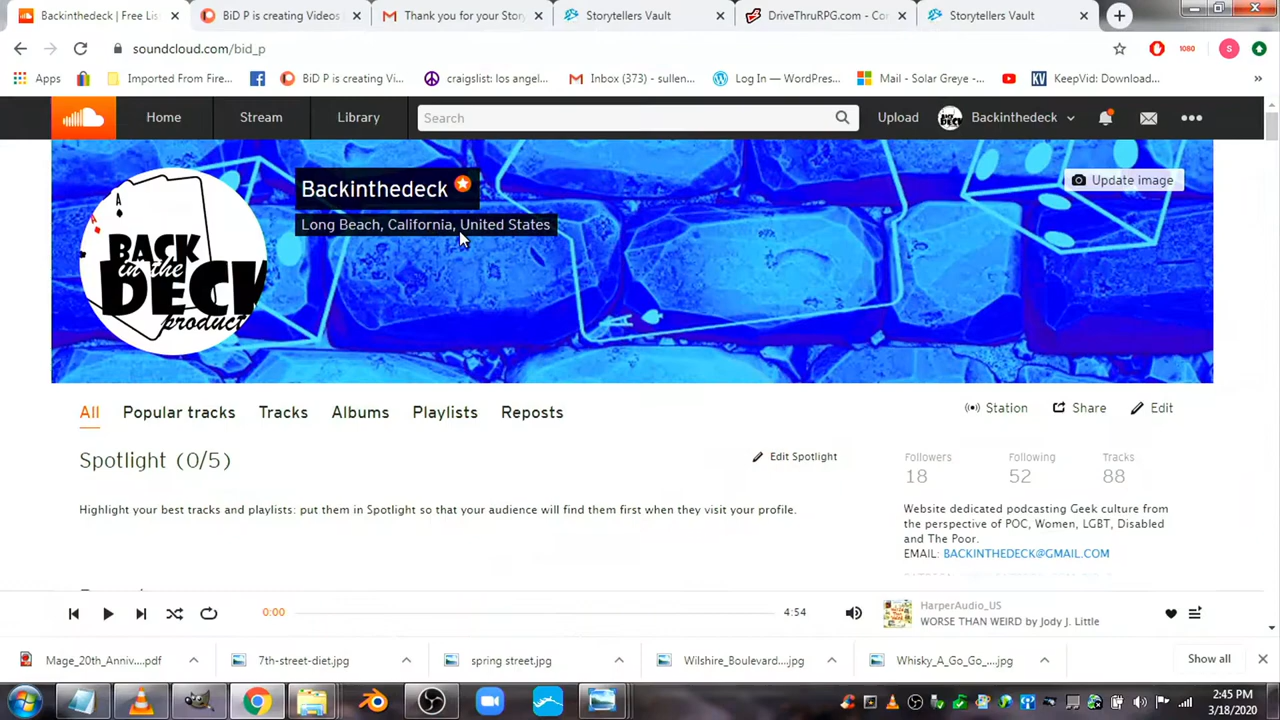 Backinthedeck | Free Lis
BiD P is creating Videos
Thank you for your Stor
Storytellers Vault
DriveThruRPG.com - Co
Storytellers Vault
soundcloud.com/bid_p
1080
S
Apps
Imported From Fire...
BiD P is creating Vi...
craigslist: los angel...
Inbox (373) - sullen...
Log In — WordPress...
Mail - Solar Greye -...
KV KeepVid: Download...
»
Home
Stream
Library
Search
Upload
Backinthedeck
Backinthedeck
Long Beach, California, United States
Update image
A
A
BACK
in the
DECK
product
All
Popular tracks
Tracks
Albums
Playlists
Reposts
Station
Share
Edit
Spotlight (0/5)
Edit Spotlight
Followers
Following
Tracks
18
52
88
Highlight your best tracks and playlists: put them in Spotlight so that your audience will find them first when they visit your profile.
Website dedicated podcasting Geek culture from
the perspective of POC, Women, LGBT, Disabled
and The Poor.
EMAIL: BACKINTHEDECK@GMAIL.COM
0:00
4:54
HarperAudio_US
WORSE THAN WEIRD by Jody J. Little
Mage_20th_Anniv....pdf
7th-street-diet.jpg
spring street.jpg
Wilshire_Boulevard....jpg
Whisky_A_Go_Go_....jpg
Show all
2:45 PM
3/18/2020